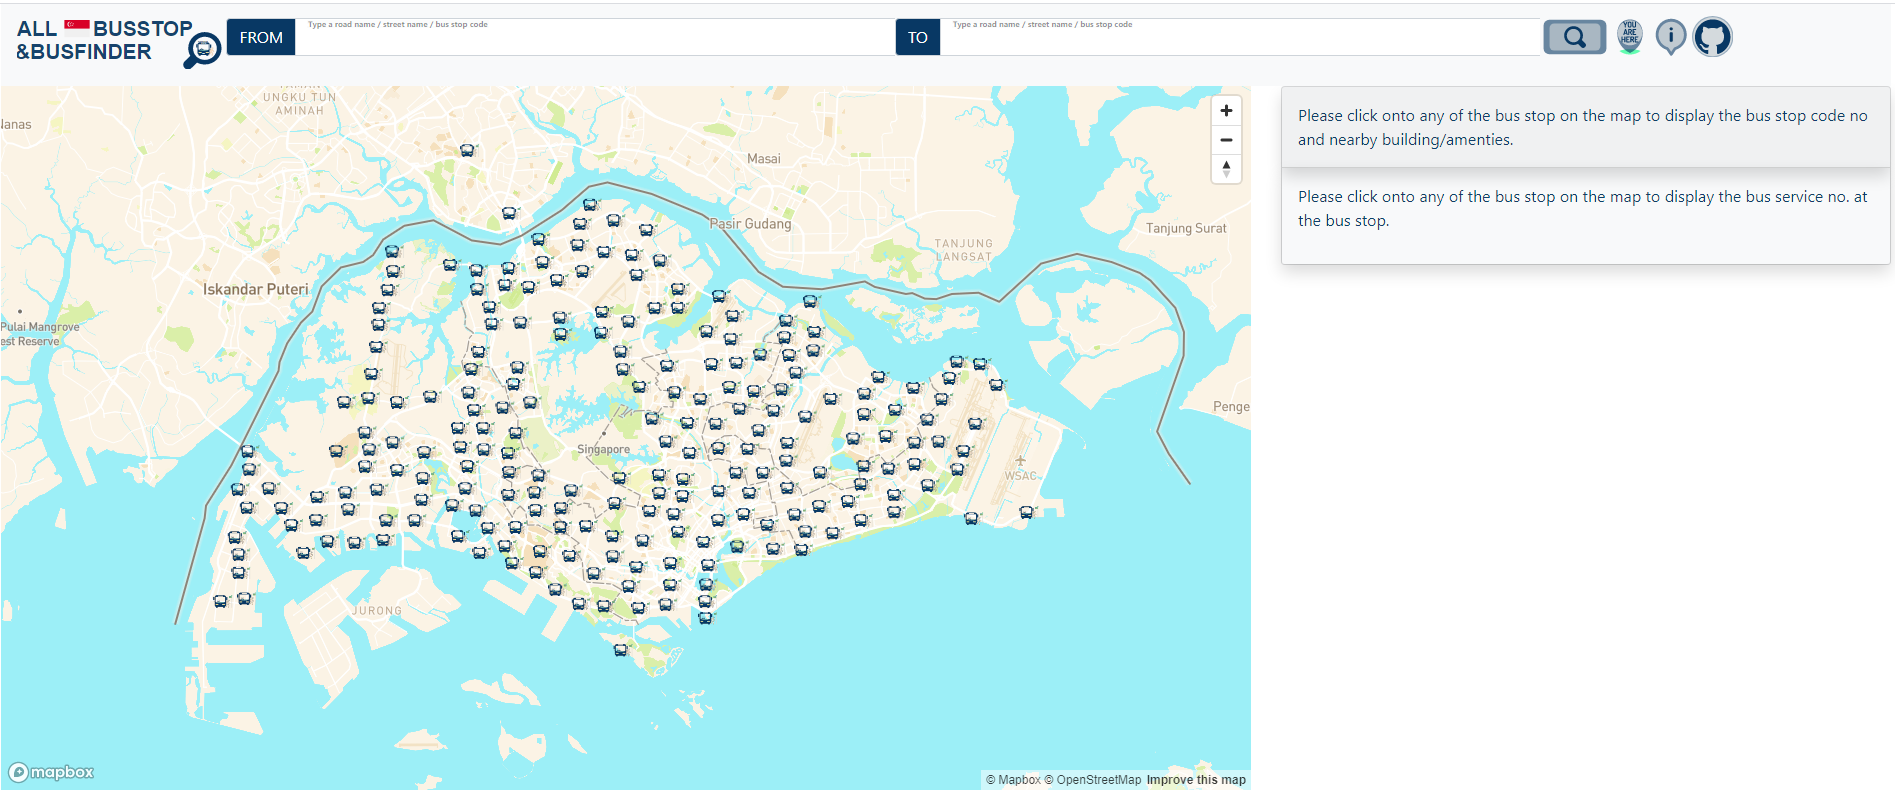 ALL BUSSTOP
&BUSFINDER
FROM
Type a road name / street name / bus stop code
TO
Type a road name / street name / bus stop code
YOU
ARE
HERE
i
Please click onto any of the bus stop on the map to display the bus stop code no
and nearby building/amenties.
Please click onto any of the bus stop on the map to display the bus service no. at
the bus stop.
UNGKU TUN
AMINAH
Masai
Pasir Gudang
TANJUNG
LANGSAT
Tanjung Surat
Iskandar Puteri
Pulai Mangrove
est Reserve
Penge
Singapore
WSAC
JURONG
mapbox
© Mapbox © OpenStreetMap Improve this map